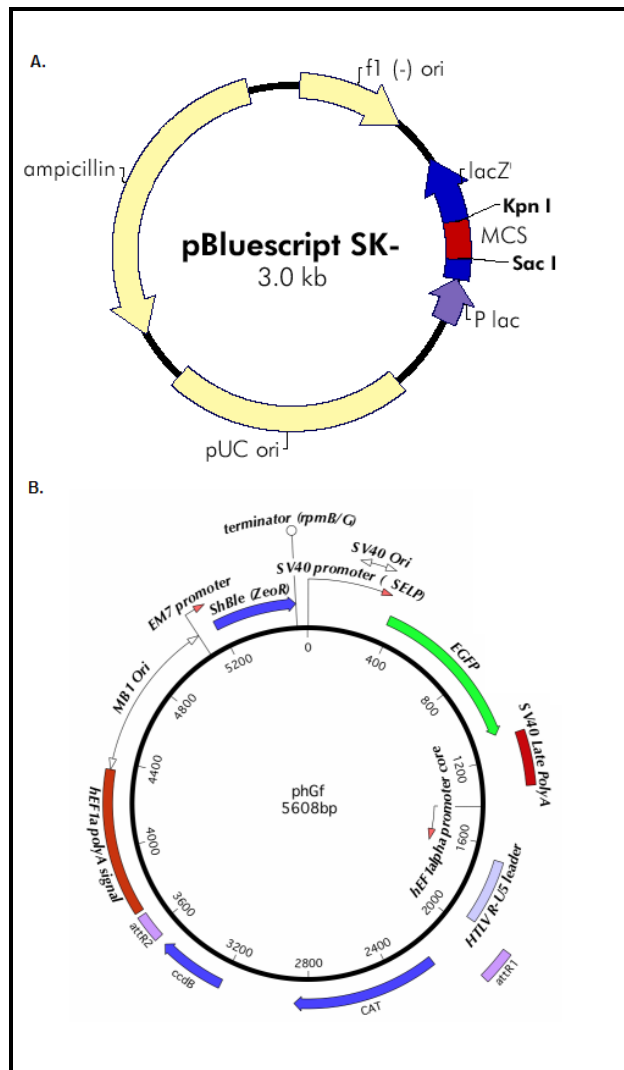 A.
f1 (-) ori
ampicillin
lacZ'
Kpn I
MCS
Sac I
pBluescript SK-
3.0 kb
P lac
pUC ori
B.
terminator (rpmB/G)
SV40 Ori
SV40 promoter ( SELP)
EM7 promoter
ShBle (ZeoR)
EGFP
MB1 Ori
SV40 Late PolyA
0
400
800
1200
1600
2000
2400
2800
3200
3600
4000
4400
4800
5200
phGf
5608bp
hEF1alpha promoter core
hEF1a polyA signal
HTLV R-U5 leader
attR2
attR1
ccdB
CAT